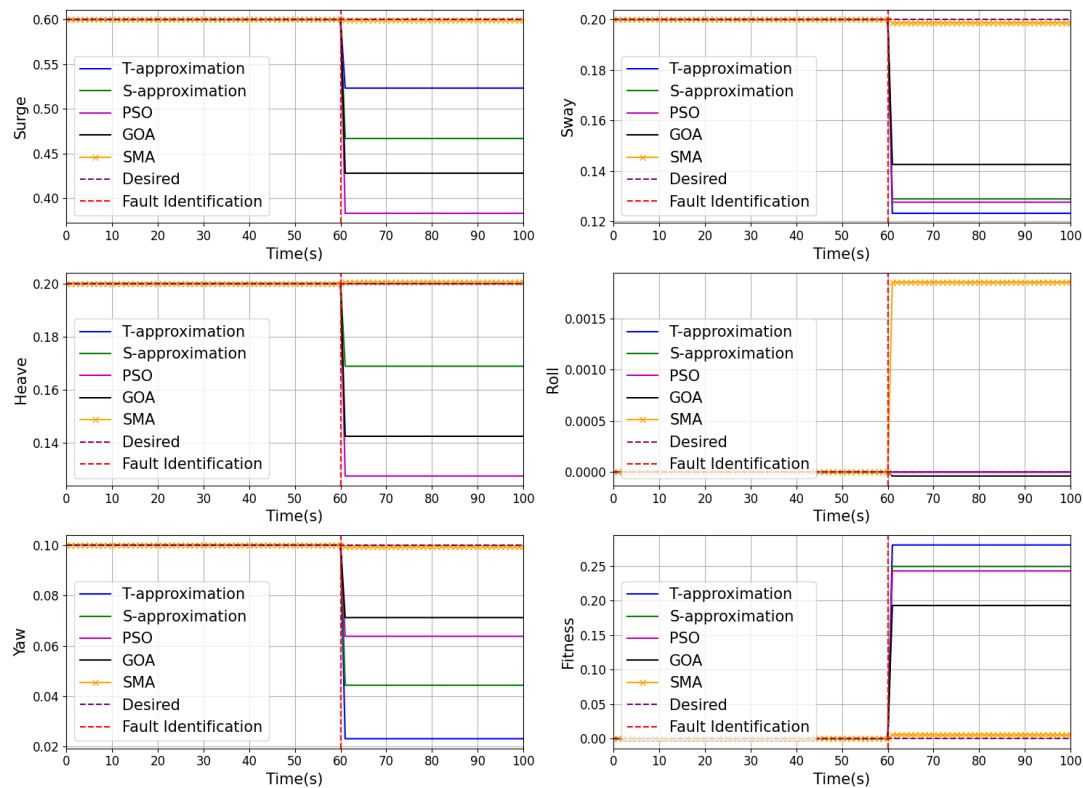 0.60
0.55
0.50
0.45
0.40
Surge
T-approximation
S-approximation
PSO
GOA
SMA
Desired
Fault Identification
0 10 20 30 40 50 60 70 80 90 100
Time(s)
0.20
0.18
0.16
0.14
0.12
Sway
T-approximation
S-approximation
PSO
GOA
SMA
Desired
Fault Identification
0 10 20 30 40 50 60 70 80 90 100
Time(s)
0.20
0.18
0.16
0.14
Heave
T-approximation
S-approximation
PSO
GOA
SMA
Desired
Fault Identification
0 10 20 30 40 50 60 70 80 90 100
Time(s)
0.0015
0.0010
0.0005
0.0000
Roll
T-approximation
S-approximation
PSO
GOA
SMA
Desired
Fault Identification
0 10 20 30 40 50 60 70 80 90 100
Time(s)
0.10
0.08
0.06
0.04
0.02
Yaw
T-approximation
S-approximation
PSO
GOA
SMA
Desired
Fault Identification
0 10 20 30 40 50 60 70 80 90 100
Time(s)
0.25
0.20
0.15
0.10
0.05
0.00
Fitness
T-approximation
S-approximation
PSO
GOA
SMA
Desired
Fault Identification
0 10 20 30 40 50 60 70 80 90 100
Time(s)